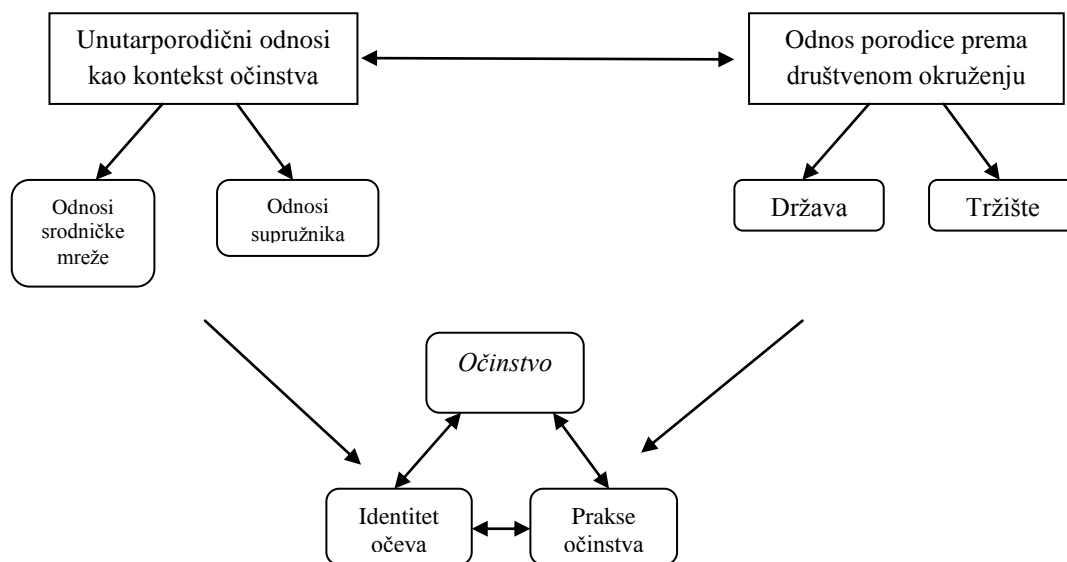 Unutarporodični odnosi
kao kontekst očinstva
Odnos porodice prema
društvenom okruženju
Odnosi
srodničke
mreže
Odnosi
supružnika
Država
Tržište
Očinstvo
Identitet
očeva
Prakse
očinstva